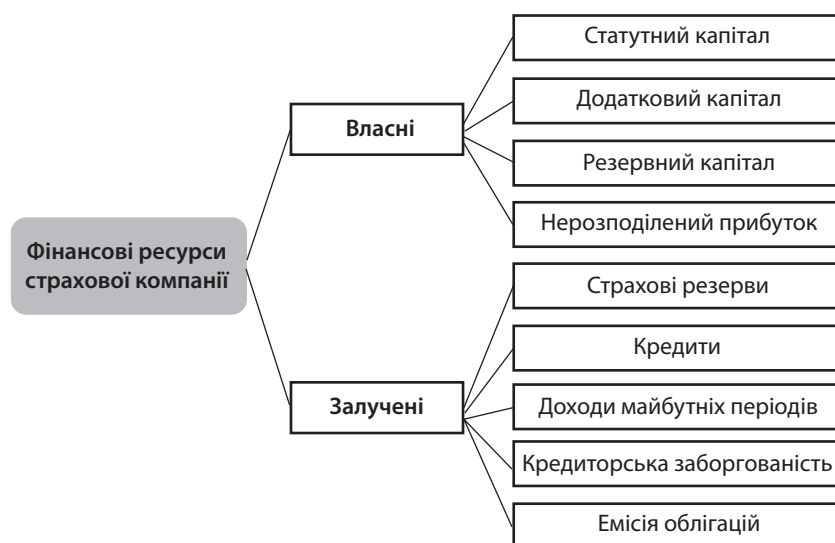 Фінансові ресурси
страхової компанії
Власні
Статутний капітал
Додатковий капітал
Резервний капітал
Нерозподілений прибуток
Залучені
Страхові резерви
Кредити
Доходи майбутніх періодів
Кредиторська заборгованість
Емісія облігацій